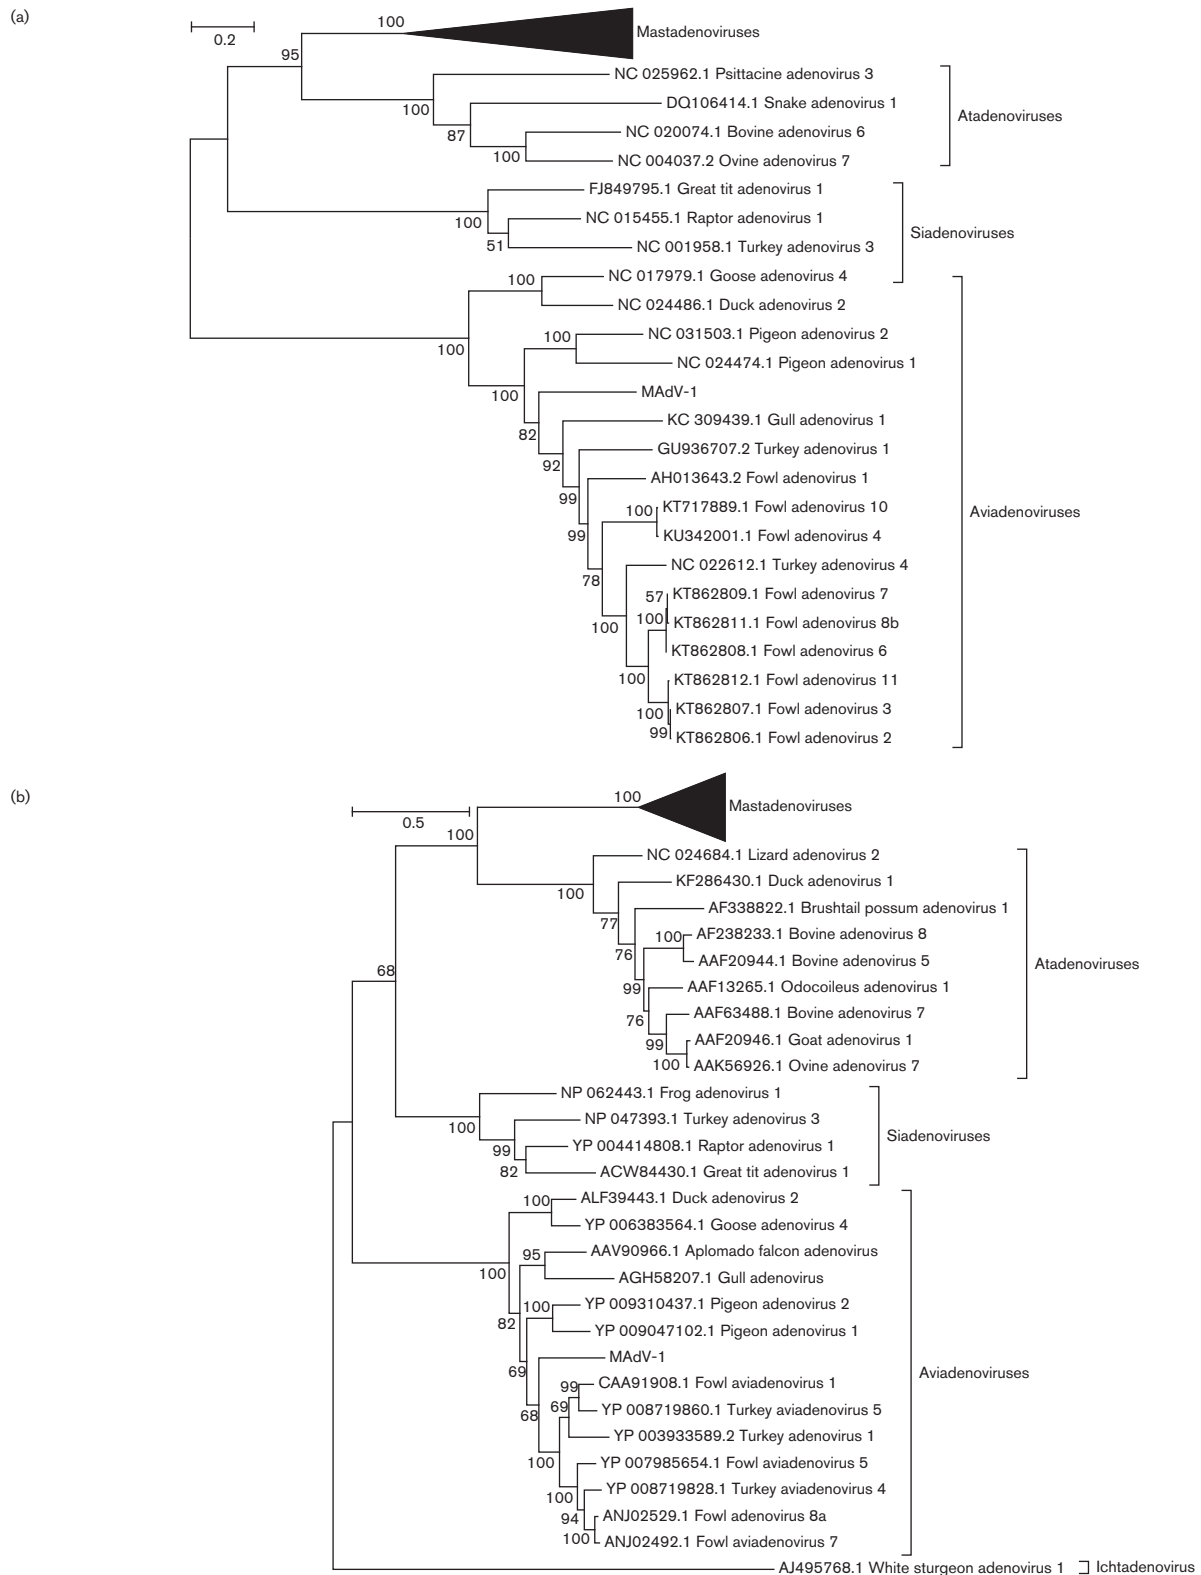 (a)
0.2
100
Mastadenoviruses
95
NC 025962.1 Psittacine adenovirus 3
100
DQ106414.1 Snake adenovirus 1
Atadenoviruses
87
NC 020074.1 Bovine adenovirus 6
100
NC 004037.2 Ovine adenovirus 7
FJ849795.1 Great tit adenovirus 1
100
NC 015455.1 Raptor adenovirus 1
Siadenoviruses
51
NC 001958.1 Turkey adenovirus 3
100
NC 017979.1 Goose adenovirus 4
NC 024486.1 Duck adenovirus 2
100
100
NC 031503.1 Pigeon adenovirus 2
NC 024474.1 Pigeon adenovirus 1
100
MAdV-1
82
KC 309439.1 Gull adenovirus 1
92
GU936707.2 Turkey adenovirus 1
99
AH013643.2 Fowl adenovirus 1
99
100
KT717889.1 Fowl adenovirus 10
Aviadenoviruses
KU342001.1 Fowl adenovirus 4
78
NC 022612.1 Turkey adenovirus 4
57
KT862809.1 Fowl adenovirus 7
100
100
KT862811.1 Fowl adenovirus 8b
KT862808.1 Fowl adenovirus 6
100
KT862812.1 Fowl adenovirus 11
100
KT862807.1 Fowl adenovirus 3
99
KT862806.1 Fowl adenovirus 2
(b)
0.5
100
Mastadenoviruses
100
NC 024684.1 Lizard adenovirus 2
100
KF286430.1 Duck adenovirus 1
77
AF338822.1 Brushtail possum adenovirus 1
76
100
AF238233.1 Bovine adenovirus 8
AAF20944.1 Bovine adenovirus 5
Atadenoviruses
68
99
AAF13265.1 Odocoileus adenovirus 1
76
AAF63488.1 Bovine adenovirus 7
99
AAF20946.1 Goat adenovirus 1
100
AAK56926.1 Ovine adenovirus 7
NP 062443.1 Frog adenovirus 1
100
NP 047393.1 Turkey adenovirus 3
Siadenoviruses
99
YP 004414808.1 Raptor adenovirus 1
82
ACW84430.1 Great tit adenovirus 1
100
ALF39443.1 Duck adenovirus 2
YP 006383564.1 Goose adenovirus 4
100
95
AAV90966.1 Aplomado falcon adenovirus
AGH58207.1 Gull adenovirus
82
100
YP 009310437.1 Pigeon adenovirus 2
YP 009047102.1 Pigeon adenovirus 1
69
MAdV-1
Aviadenoviruses
68
99
CAA91908.1 Fowl aviadenovirus 1
69
YP 008719860.1 Turkey aviadenovirus 5
YP 003933589.2 Turkey adenovirus 1
100
YP 007985654.1 Fowl aviadenovirus 5
100
YP 008719828.1 Turkey aviadenovirus 4
94
ANJ02529.1 Fowl adenovirus 8a
100
ANJ02492.1 Fowl aviadenovirus 7
AJ495768.1 White sturgeon adenovirus 1
Ichtadenovirus